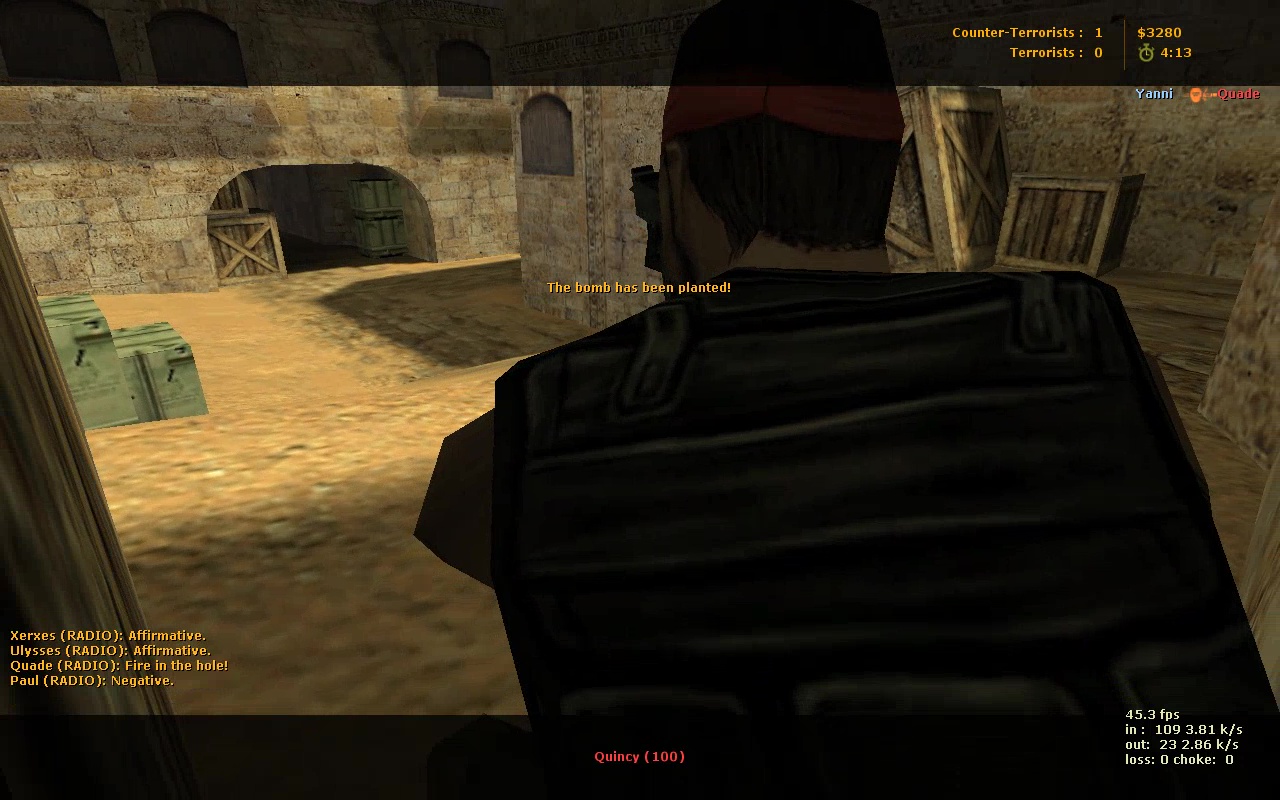 Counter-Terrorists : 1 $3280
Terrorists : 0 4:13
Yanni Quade
The bomb has been planted!
Xerxes (RADIO): Affirmative.
Ulysses (RADIO): Affirmative.
Quade (RADIO): Fire in the hole!
Paul (RADIO): Negative.
45.3 fps
in : 109 3.81 k/s
out: 23 2.86 k/s
loss: 0 choke: 0
Quincy (100)